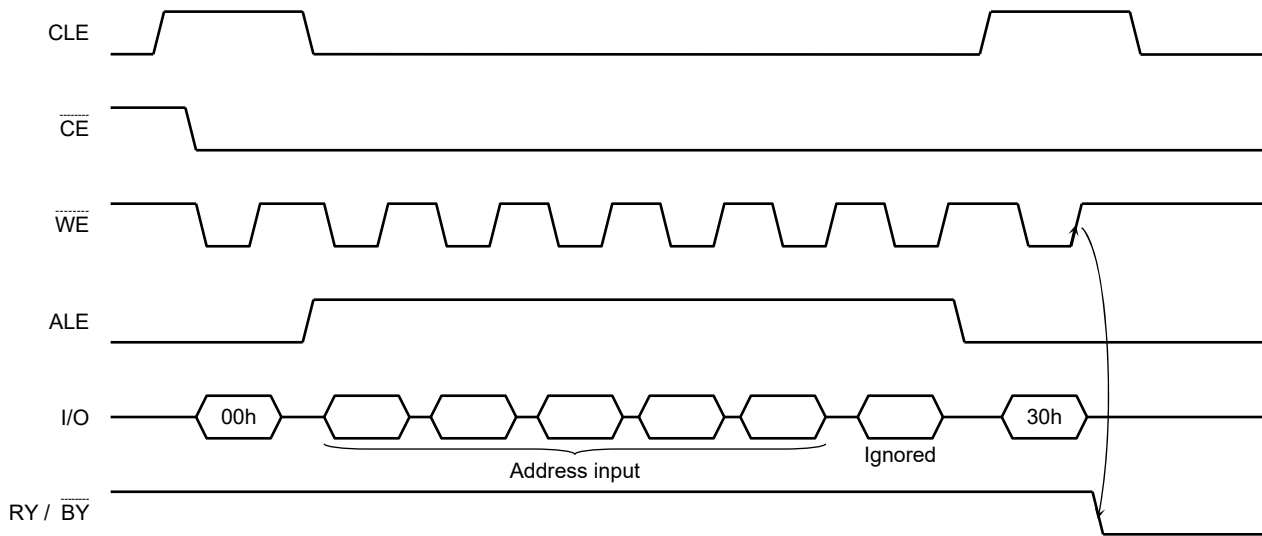 CLE
CE
WE
ALE
I/O
00h
30h
Ignored
Address input
RY / BY